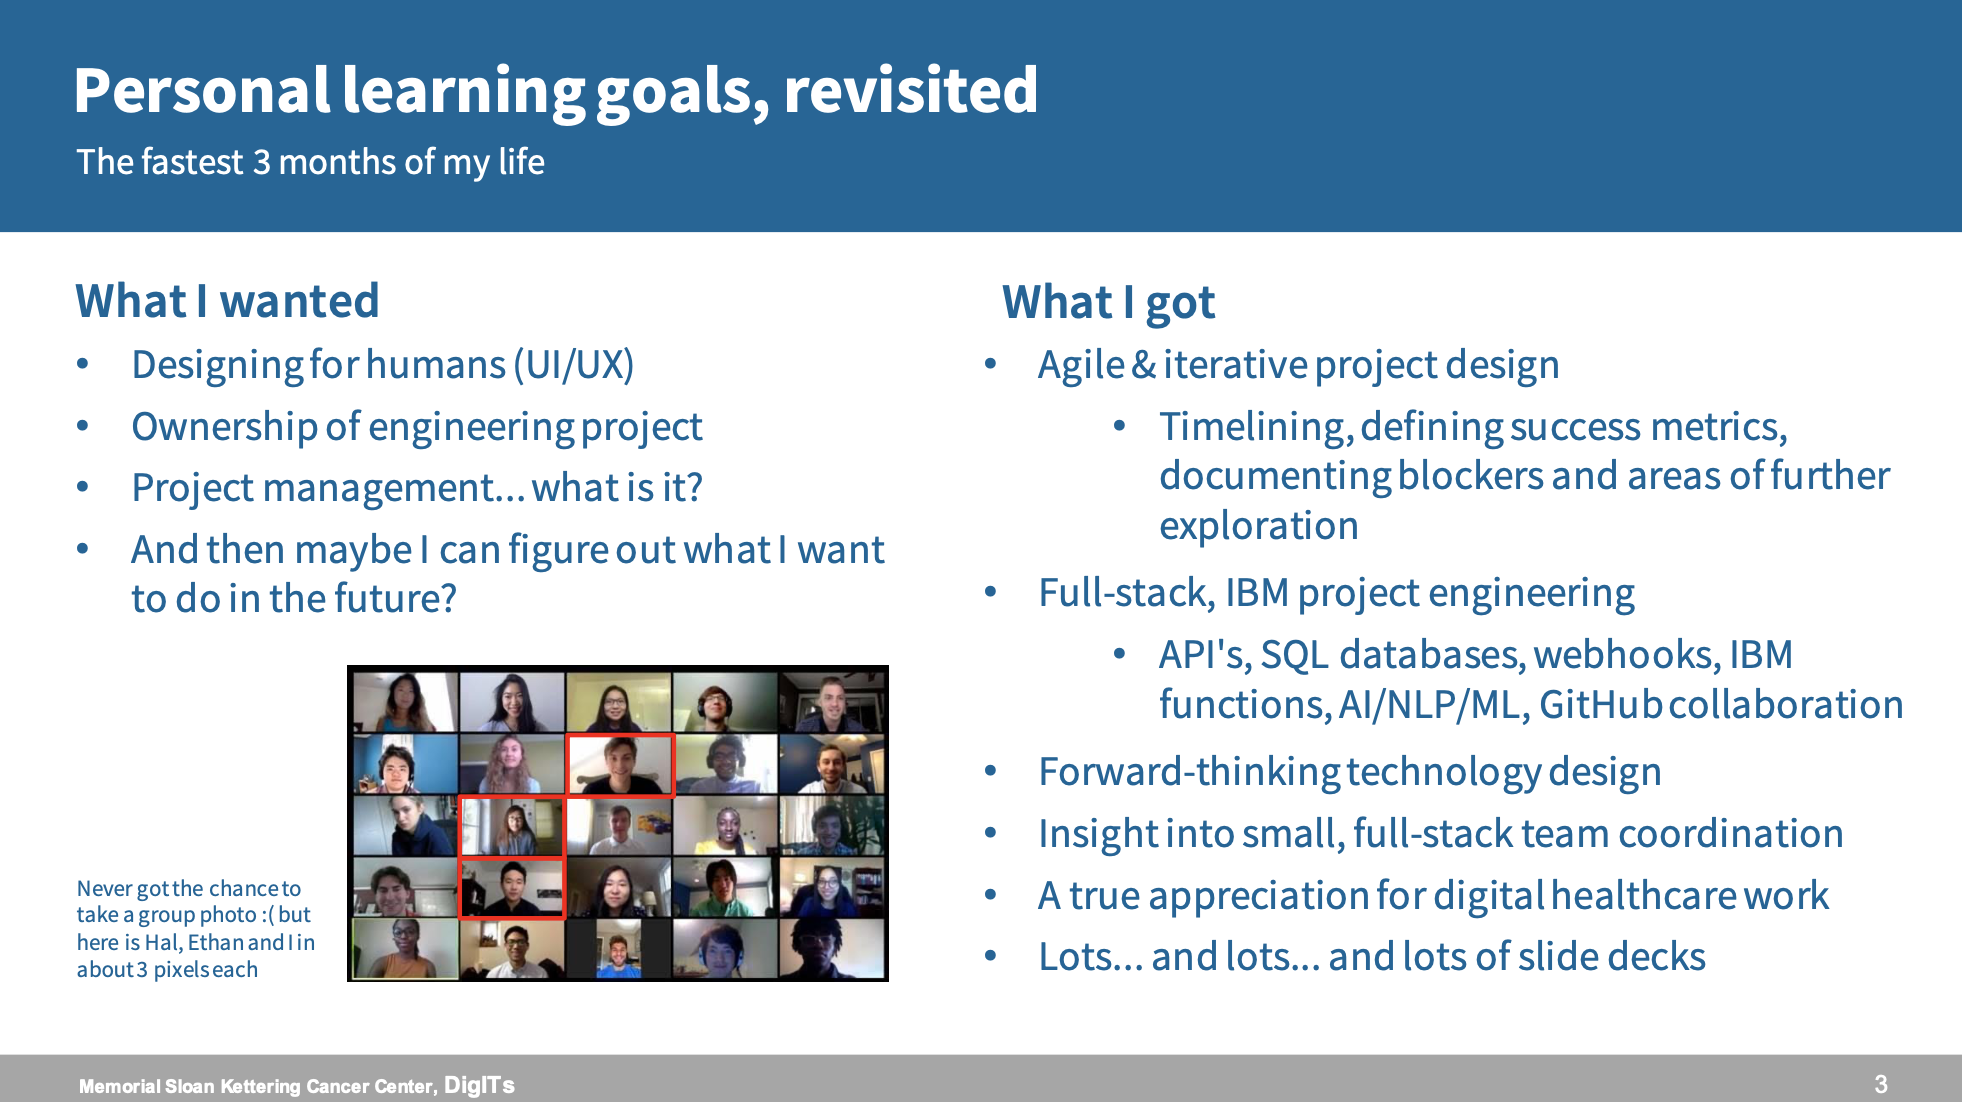 Personal learning goals, revisited
The fastest 3 months of my life
What I wanted
• Designing for humans (UI/UX)
• Ownership of engineering project
• Project management... what is it?
• And then maybe I can figure out what I want
to do in the future?
Never got the chance to
take a group photo :( but
here is Hal, Ethan and I in
about 3 pixels each
What I got
• Agile & iterative project design
• Timelining, defining success metrics,
documenting blockers and areas of further
exploration
• Full-stack, IBM project engineering
• API's, SQL databases, webhooks, IBM
functions, AI/NLP/ML, GitHub collaboration
• Forward-thinking technology design
• Insight into small, full-stack team coordination
• A true appreciation for digital healthcare work
• Lots... and lots... and lots of slide decks
Memorial Sloan Kettering Cancer Center, DigITs
3